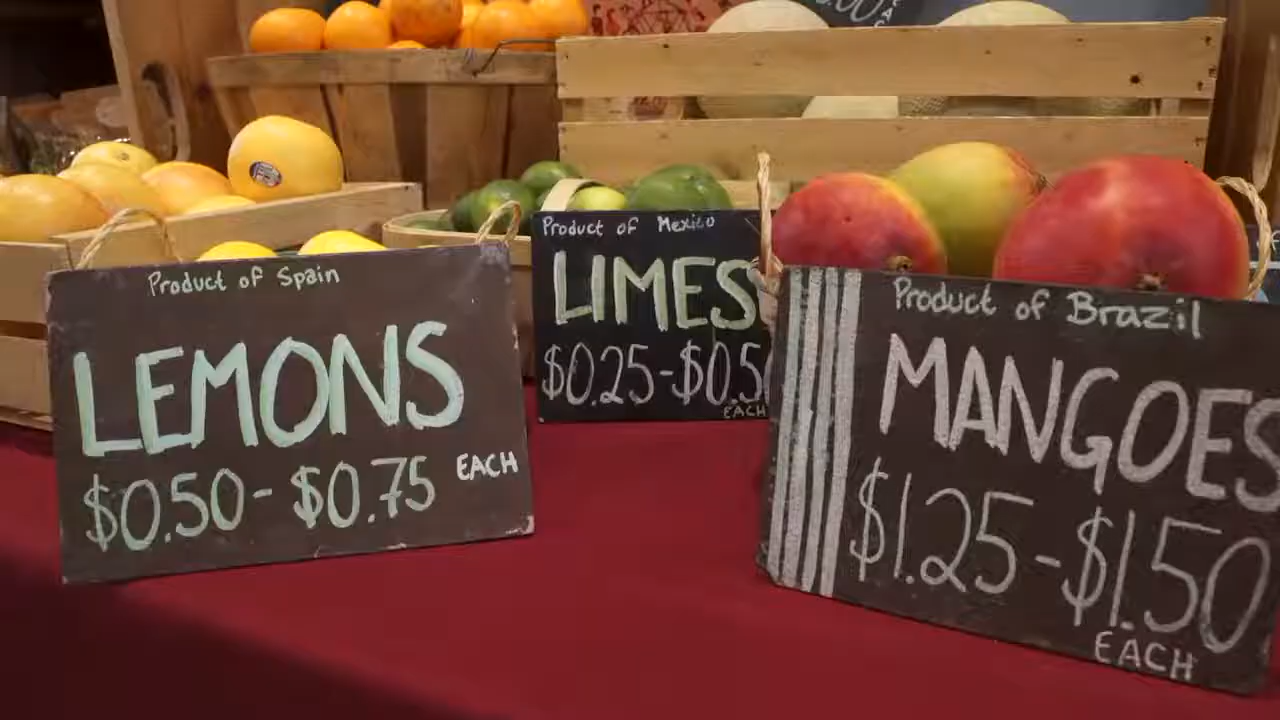 Product of Spain
LEMONS
$0.50 - $0.75 EACH
Product of Mexico
LIMES
$0.25-$0.5
EACH
Product of Brazil
MANGOES
$1.25-$1.50
EACH